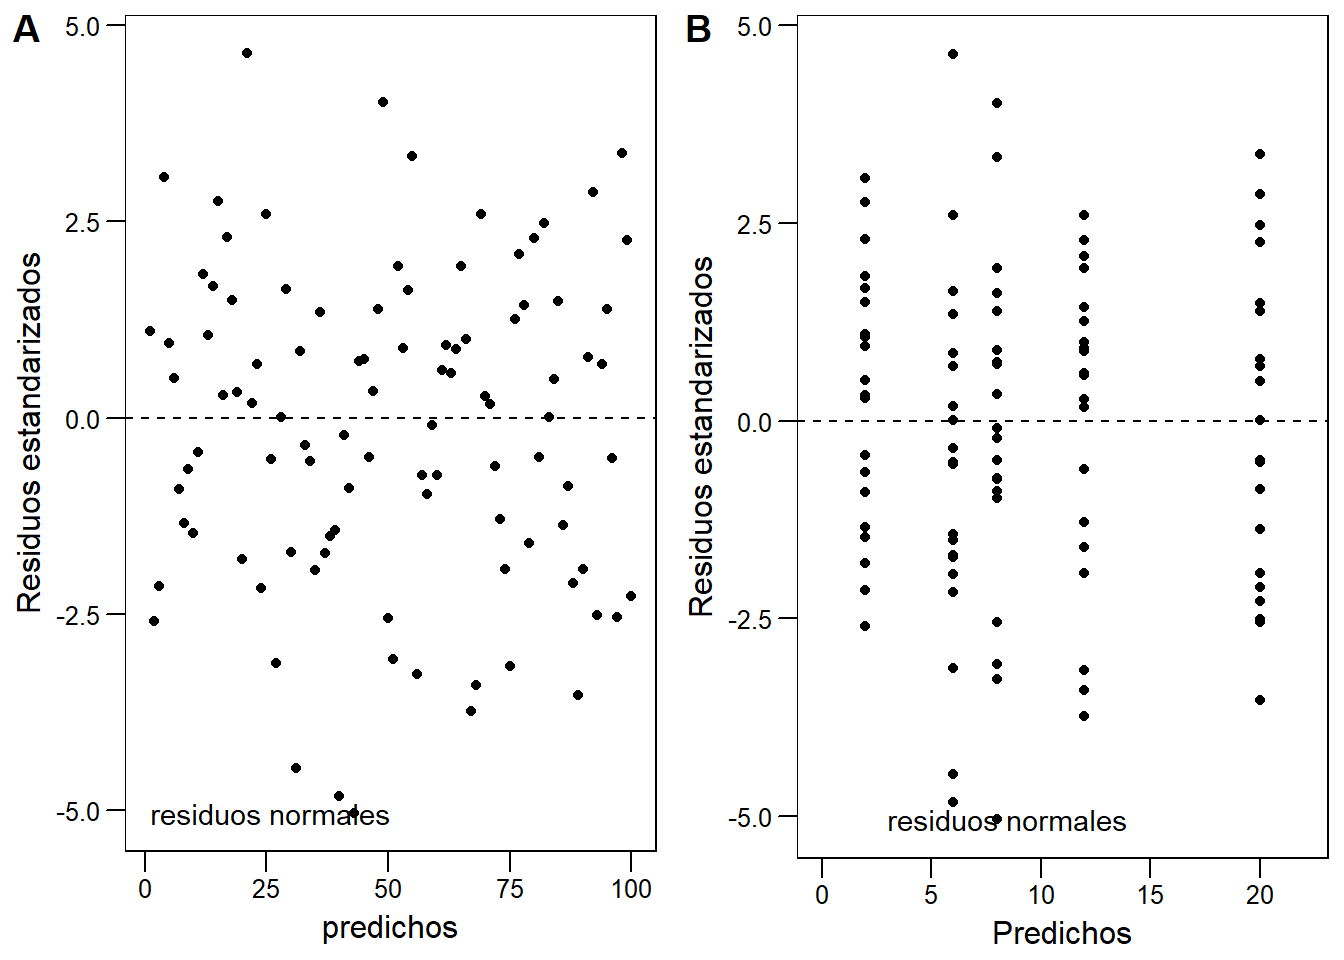 A
5.0
2.5
0.0
-2.5
-5.0
Residuos estandarizados
residuos normales
0 25 50 75 100
predichos
B
5.0
2.5
0.0
-2.5
-5.0
Residuos estandarizados
residuos normales
0 5 10 15 20
Predichos